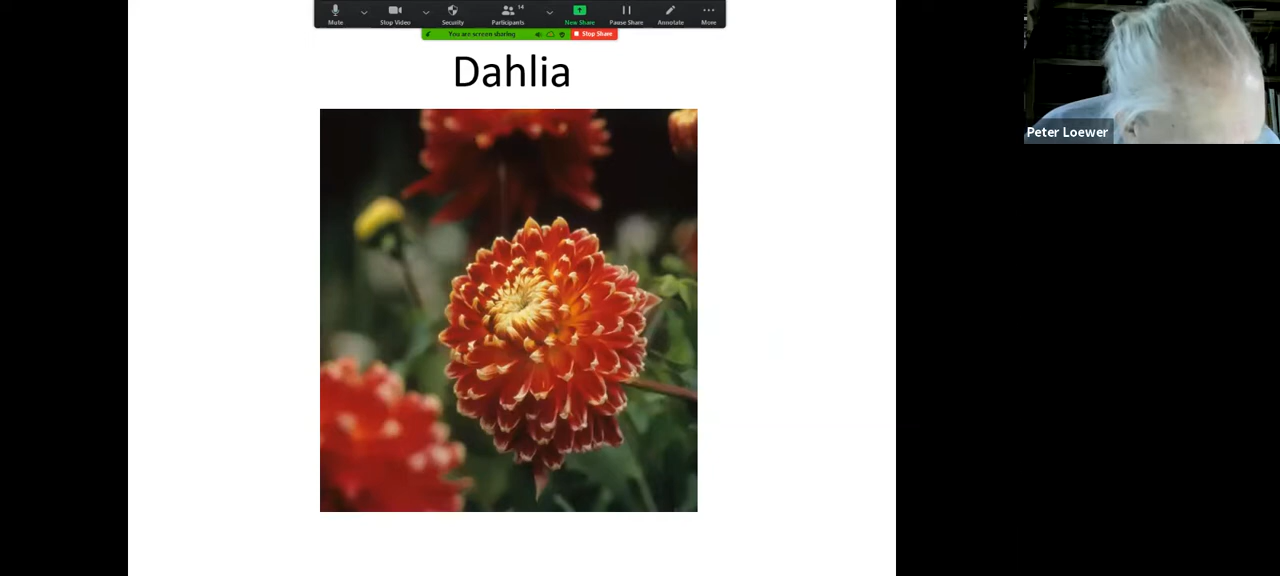 14
Mute
Stop Video
Security
Participants
New Share
Pause Share
Annotate
More
You are screen sharing
Stop Share
Dahlia
Peter Loewer